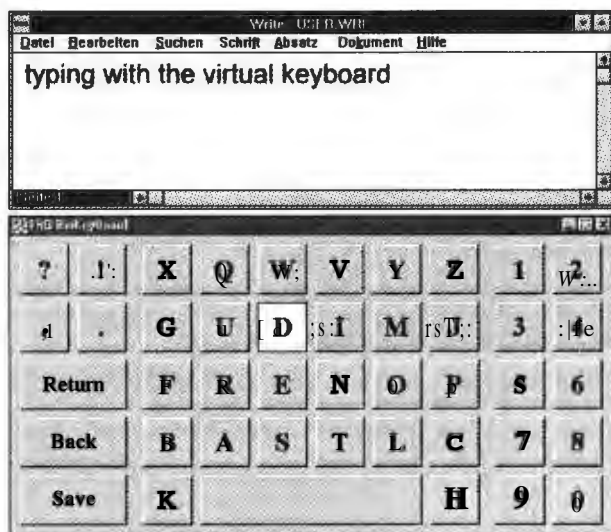 Write - USER.WRI
Datei Bearbeiten Suchen Schrift Absatz Dokument Hilfe
typing with the virtual keyboard
? ! X Q W V Y Z 1 2
, . G U D I M J 3 4
Return F R E N O P 5 6
Back B A S T L C 7 8
Save K H 9 0